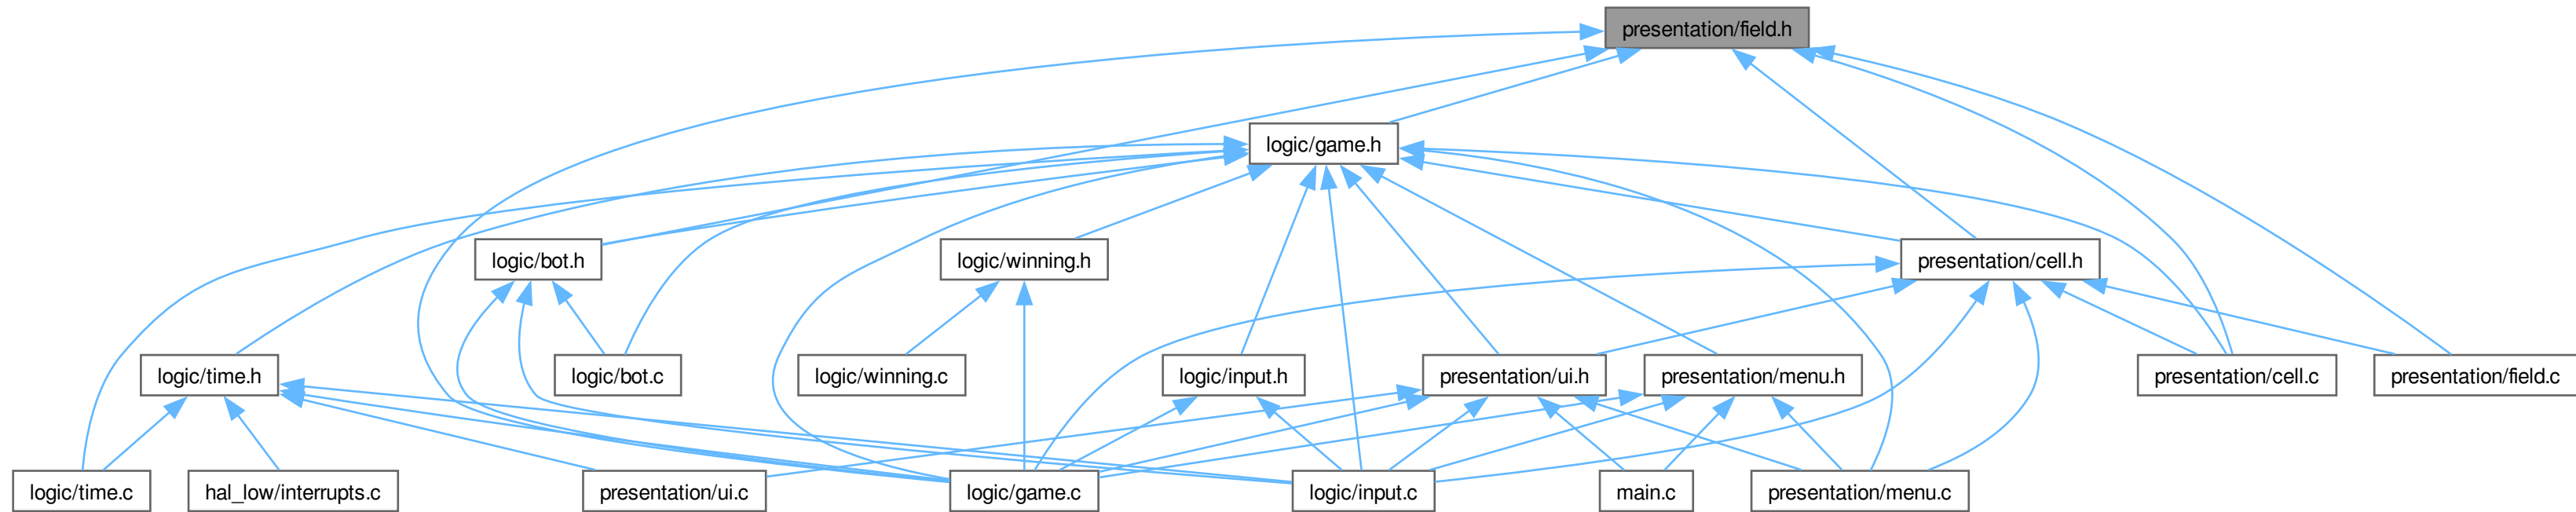 presentation/field.h
logic/game.h
logic/bot.h
logic/winning.h
presentation/cell.h
logic/time.h
logic/bot.c
logic/winning.c
logic/input.h
presentation/ui.h
presentation/menu.h
presentation/cell.c
presentation/field.c
logic/time.c
hal_low/interrupts.c
presentation/ui.c
logic/game.c
logic/input.c
main.c
presentation/menu.c